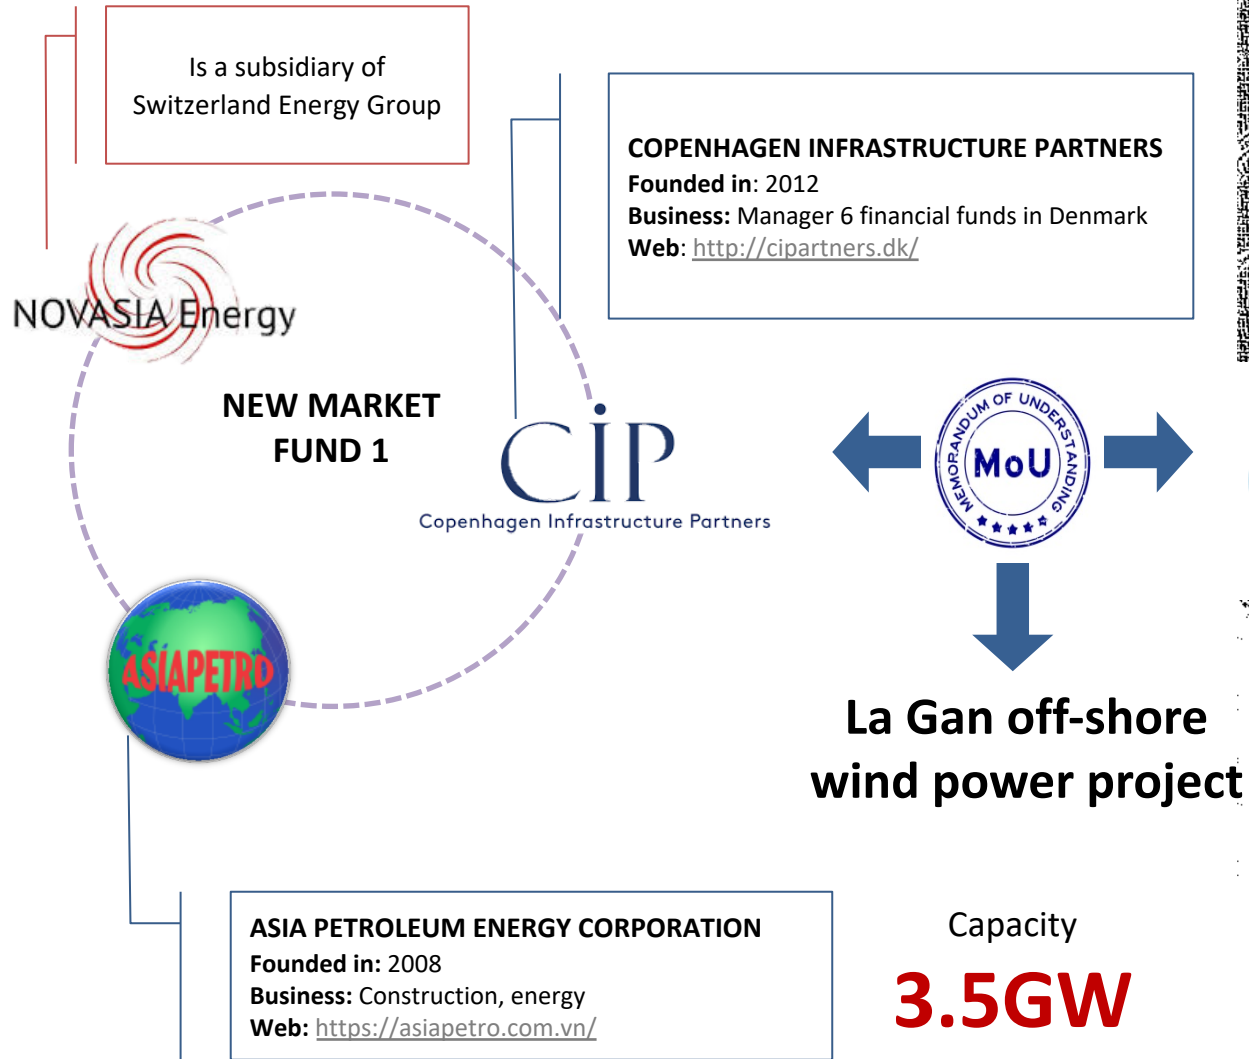 Is a subsidiary of
Switzerland Energy Group
COPENHAGEN INFRASTRUCTURE PARTNERS
Founded in: 2012
Business: Manager 6 financial funds in Denmark
Web: http://cipartners.dk/
NOVASIA Energy
NEW MARKET
FUND 1
CIP
Copenhagen Infrastructure Partners
MEMORANDUM OF UNDERSTANDING
MoU
ASIAPETRO
La Gan off-shore
wind power project
ASIA PETROLEUM ENERGY CORPORATION
Founded in: 2008
Business: Construction, energy
Web: https://asiapetro.com.vn/
Capacity
3.5GW